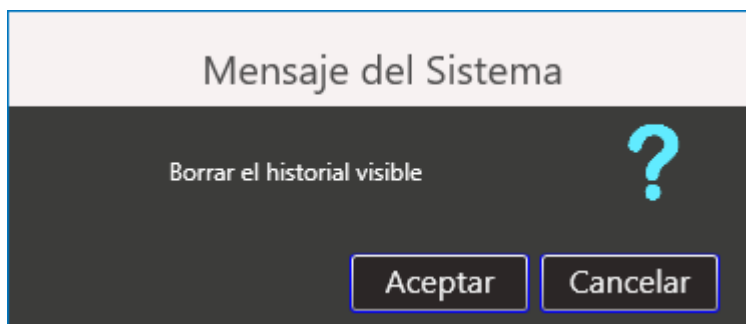 Mensaje del Sistema
Borrar el historial visible
?
Aceptar Cancelar